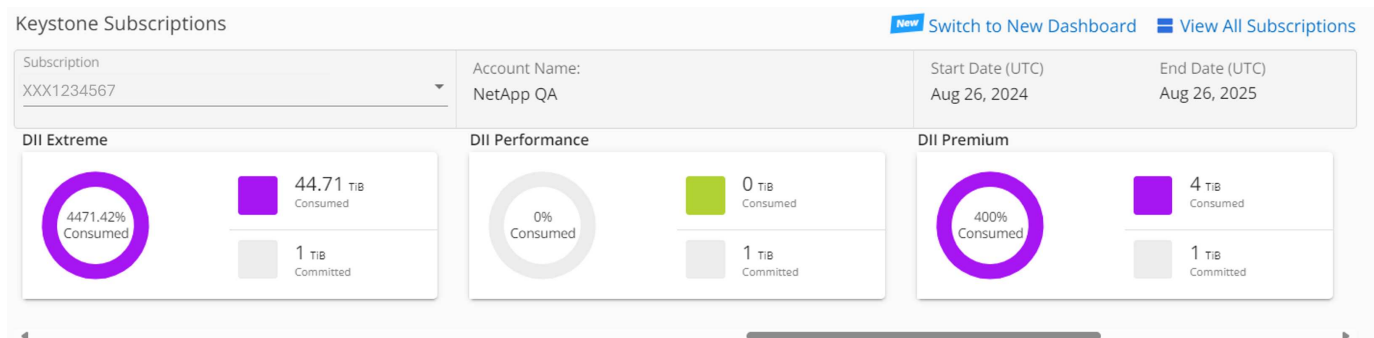 Keystone Subscriptions
New Switch to New Dashboard View All Subscriptions
Subscription
XXX1234567
Account Name:
NetApp QA
Start Date (UTC)
Aug 26, 2024
End Date (UTC)
Aug 26, 2025
DII Extreme
4471.42%
Consumed
44.71 TiB
Consumed
1 TiB
Committed
DII Performance
0%
Consumed
0 TiB
Consumed
1 TiB
Committed
DII Premium
400%
Consumed
4 TiB
Consumed
1 TiB
Committed